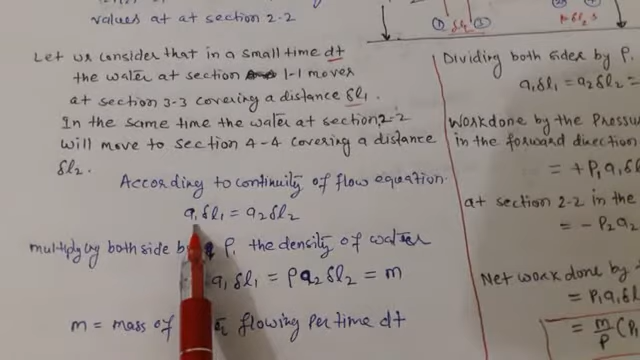 values at at section 2-2
Let us consider that in a small time dt
the water at section 1-1 moves
at section 3-3 covering a distance δl1.
In the same time the water at section 2-2
will move to section 4-4 covering a distance
δl2.
According to continuity of flow equation.
a1δl1 = a2δl2
multiplying both side by ρ, the density of water
a1δl1 = ρa2δl2 = m
m = mass of flowing per time dt
① δl1 ③
Dividing both sides by ρ.
a1δl1 = a2δl2 =
Workdone by the Pressure
in the forward direction
= + P1a1δl
at section 2-2 in the
= - P2a2
Net work done by
= P1a1δl
= m/ρ (P1